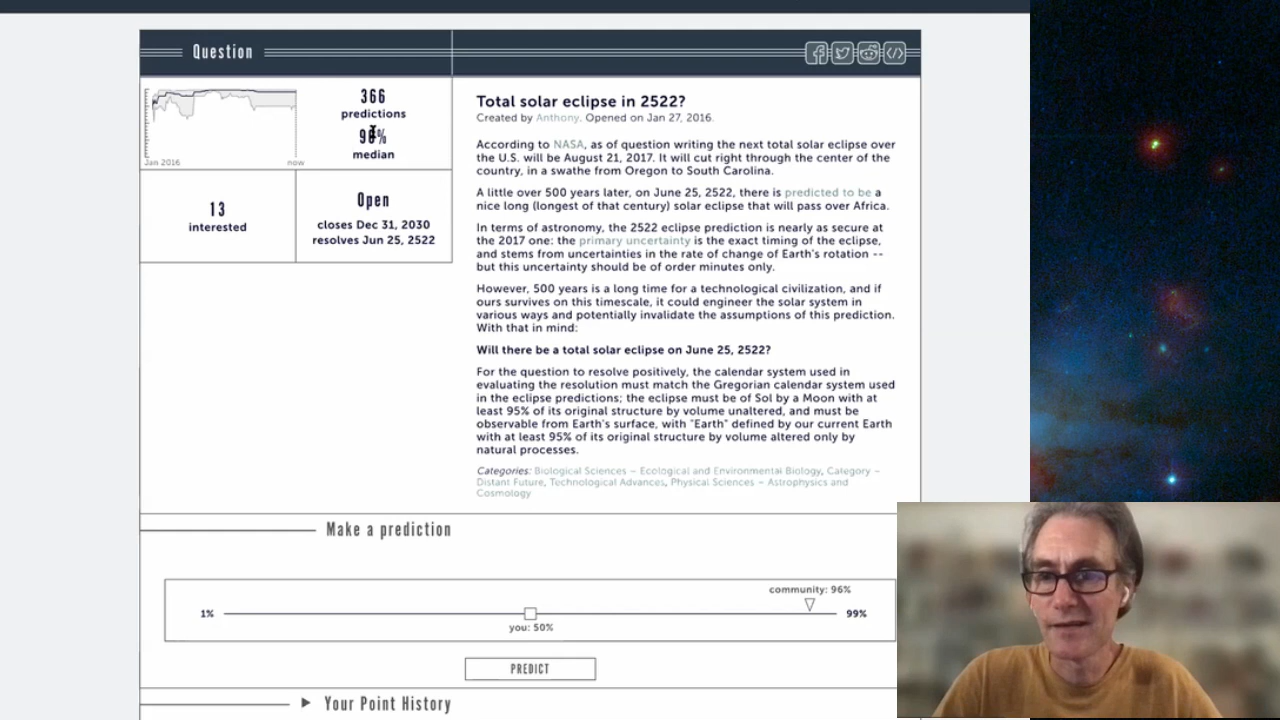 Question
366
predictions
median
Jan 2016
now
13
interested
Open
closes Dec 31, 2030
resolves Jun 25, 2522
Total solar eclipse in 2522?
Created by Anthony. Opened on Jan 27, 2016.
According to NASA, as of question writing the next total solar eclipse over
the U.S. will be August 21, 2017. It will cut right through the center of the
country, in a swathe from Oregon to South Carolina.
A little over 500 years later, on June 25, 2522, there is predicted to be a
nice long (longest of that century) solar eclipse that will pass over Africa.
In terms of astronomy, the 2522 eclipse prediction is nearly as secure at
the 2017 one: the primary uncertainty is the exact timing of the eclipse,
and stems from uncertainties in the rate of change of Earth's rotation --
but this uncertainty should be of order minutes only.
However, 500 years is a long time for a technological civilization, and if
ours survives on this timescale, it could engineer the solar system in
various ways and potentially invalidate the assumptions of this prediction.
With that in mind:
Will there be a total solar eclipse on June 25, 2522?
For the question to resolve positively, the calendar system used in
evaluating the resolution must match the Gregorian calendar system used
in the eclipse predictions; the eclipse must be of Sol by a Moon with at
least 95% of its original structure by volume unaltered, and must be
observable from Earth's surface, with "Earth" defined by our current Earth
with at least 95% of its original structure by volume altered only by
natural processes.
Categories: Biological Sciences – Ecological and Environmental Biology, Category –
Distant Future, Technological Advances, Physical Sciences – Astrophysics and
Cosmology
Make a prediction
community: 96%
1%
99%
you: 50%
PREDICT
Your Point History